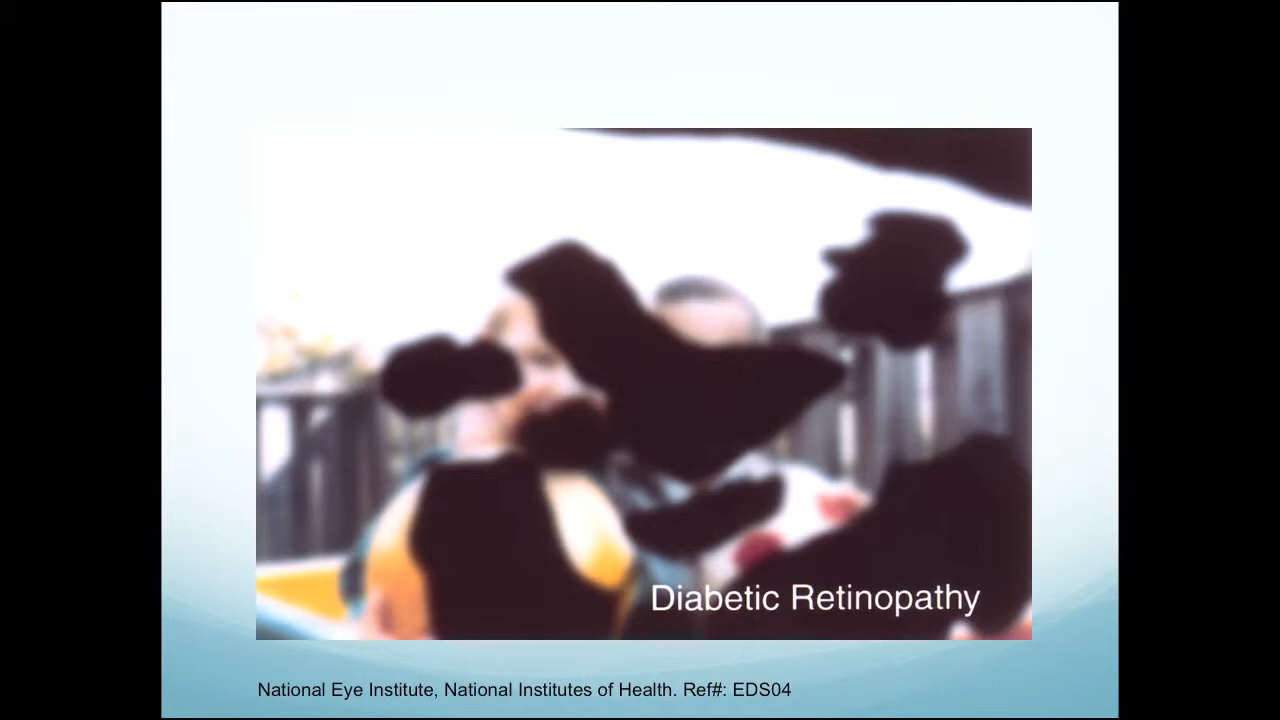 Diabetic Retinopathy
National Eye Institute, National Institutes of Health. Ref#: EDS04